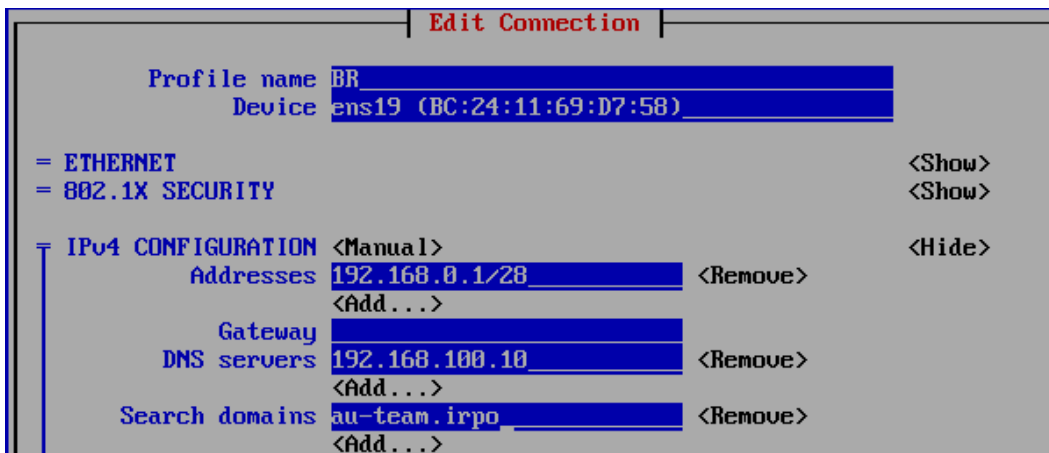 Edit Connection
Profile name BR
Device ens19 (BC:24:11:69:D7:58)
= ETHERNET <Show>
= 802.1X SECURITY <Show>
IPv4 CONFIGURATION <Manual> <Hide>
Addresses 192.168.0.1/28 <Remove>
<Add...>
Gateway
DNS servers 192.168.100.10 <Remove>
<Add...>
Search domains au-team.irpo <Remove>
<Add...>